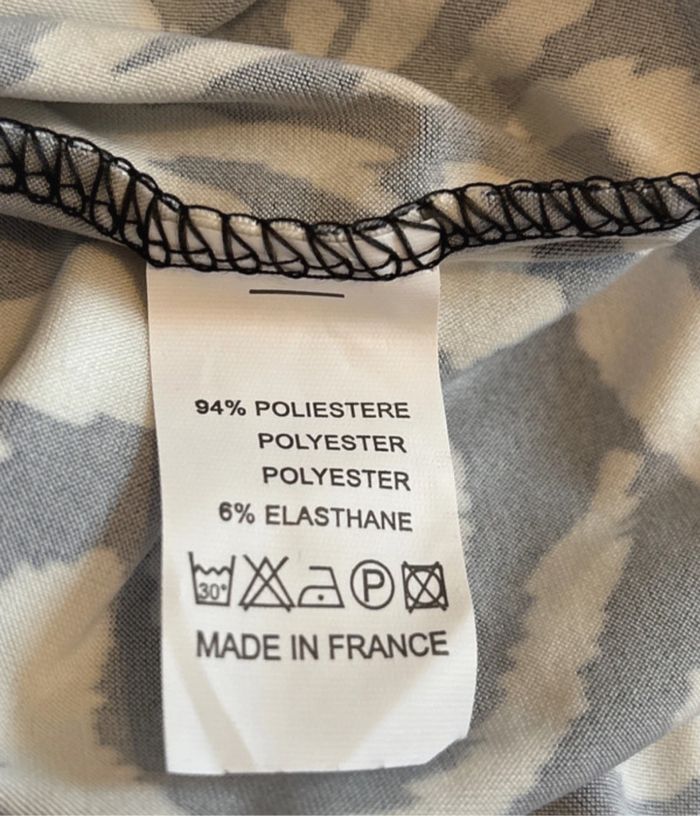 94% POLIESTERE
POLYESTER
POLYESTER
6% ELASTHANE
30° P
MADE IN FRANCE